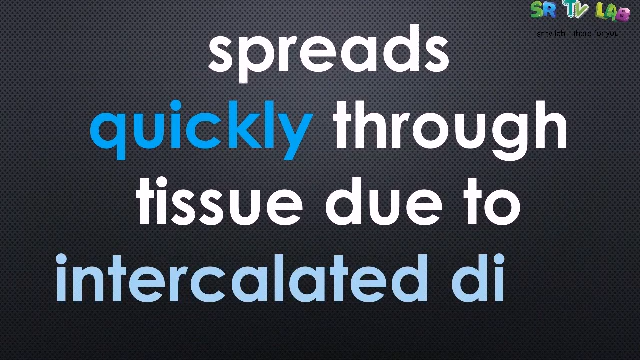 SR TV LAB
spreads
quickly through
tissue due to
intercalated di